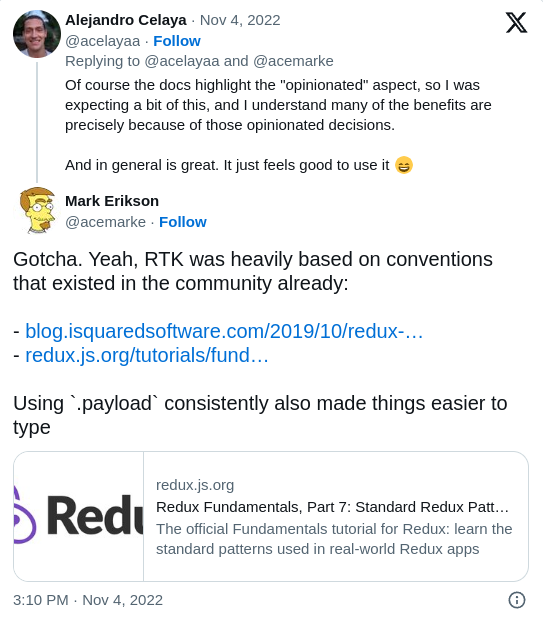 Alejandro Celaya · Nov 4, 2022
@acelayaa · Follow
Replying to @acelayaa and @acemarke
Of course the docs highlight the "opinionated" aspect, so I was
expecting a bit of this, and I understand many of the benefits are
precisely because of those opinionated decisions.
And in general is great. It just feels good to use it 😄
Mark Erikson
@acemarke · Follow
Gotcha. Yeah, RTK was heavily based on conventions
that existed in the community already:
- blog.isquaredsoftware.com/2019/10/redux-…
- redux.js.org/tutorials/fund…
Using `.payload` consistently also made things easier to
type
Redu
redux.js.org
Redux Fundamentals, Part 7: Standard Redux Patt…
The official Fundamentals tutorial for Redux: learn the
standard patterns used in real-world Redux apps
3:10 PM · Nov 4, 2022